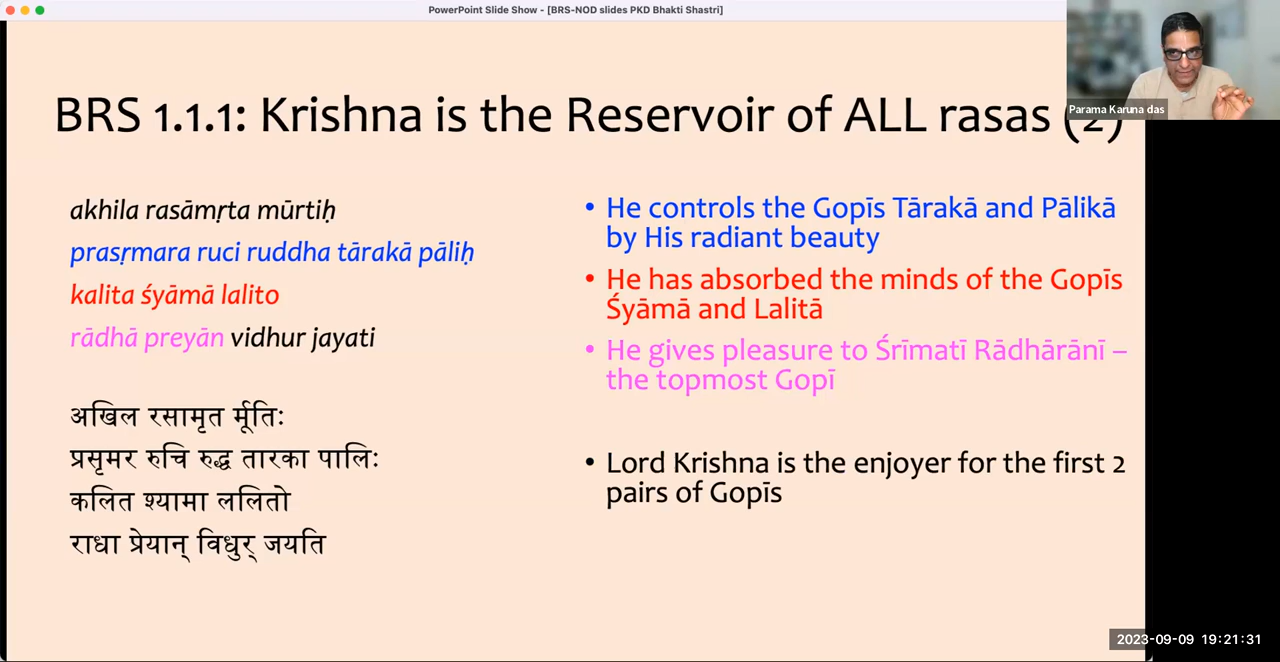 PowerPoint Slide Show - [BRS-NOD slides PKD Bhakti Shastri]
Parama Karuna das
BRS 1.1.1: Krishna is the Reservoir of ALL rasas (2)
akhila rasāmṛta mūrtiḥ
prasṛmara ruci ruddha tārakā pāliḥ
kalita śyāmā lalito
rādhā preyān vidhur jayati
अखिल रसामृत र्मूतिः
प्रसृमर रुचि रुद्ध तारका पालिः
कलित श्यामा ललितो
राधा प्रेयान् विधुर् जयति
• He controls the Gopīs Tārakā and Pālikā
by His radiant beauty
• He has absorbed the minds of the Gopīs
Śyāmā and Lalitā
• He gives pleasure to Śrīmatī Rādhārānī –
the topmost Gopī
• Lord Krishna is the enjoyer for the first 2
pairs of Gopīs
2023-09-09 19:21:31